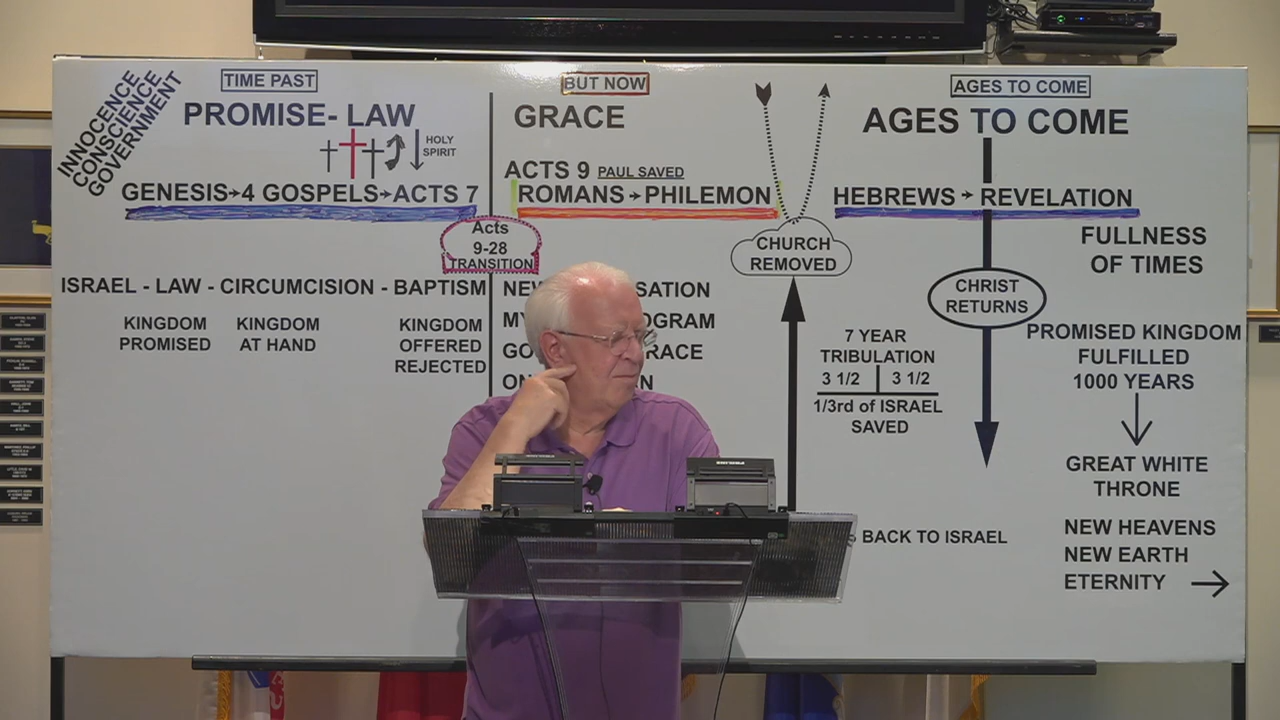 INNOCENCE
CONSCIENCE
GOVERNMENT
TIME PAST
PROMISE- LAW
HOLY
SPIRIT
GENESIS→4 GOSPELS→ACTS 7
ISRAEL - LAW - CIRCUMCISION - BAPTISM
KINGDOM
PROMISED
KINGDOM
AT HAND
KINGDOM
OFFERED
REJECTED
BUT NOW
GRACE
ACTS 9 PAUL SAVED
ROMANS→PHILEMON
Acts
9-28
TRANSITION
CHURCH
REMOVED
AGES TO COME
AGES TO COME
HEBREWS → REVELATION
FULLNESS
OF TIMES
CHRIST
RETURNS
7 YEAR
TRIBULATION
3 1/2 3 1/2
1/3rd of ISRAEL
SAVED
BACK TO ISRAEL
PROMISED KINGDOM
FULFILLED
1000 YEARS
GREAT WHITE
THRONE
NEW HEAVENS
NEW EARTH
ETERNITY →